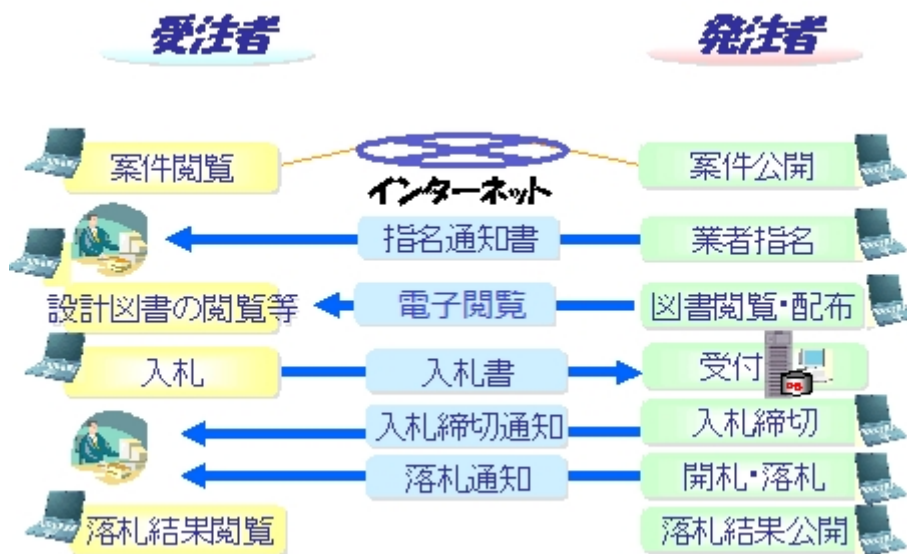 受注者
発注者
案件閲覧
インターネット
案件公開
指名通知書
業者指名
設計図書の閲覧等
電子閲覧
図書閲覧・配布
入札
入札書
受付
DB
入札締切通知
入札締切
落札通知
開札・落札
落札結果閲覧
落札結果公開